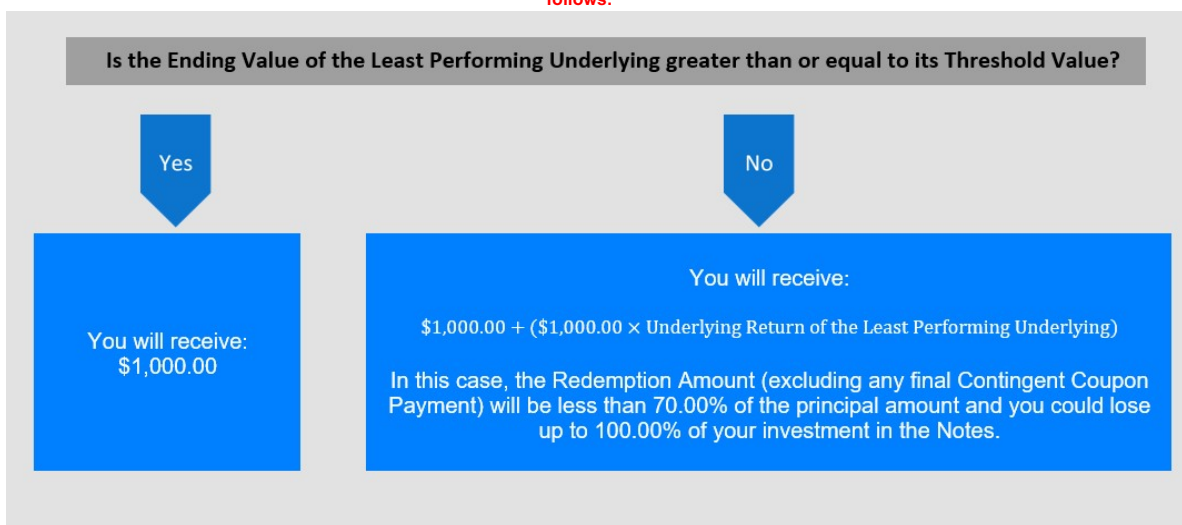 follows:
Is the Ending Value of the Least Performing Underlying greater than or equal to its Threshold Value?
Yes
No
You will receive:
$1,000.00
You will receive:
$1,000.00 + ($1,000.00 × Underlying Return of the Least Performing Underlying)
In this case, the Redemption Amount (excluding any final Contingent Coupon
Payment) will be less than 70.00% of the principal amount and you could lose
up to 100.00% of your investment in the Notes.